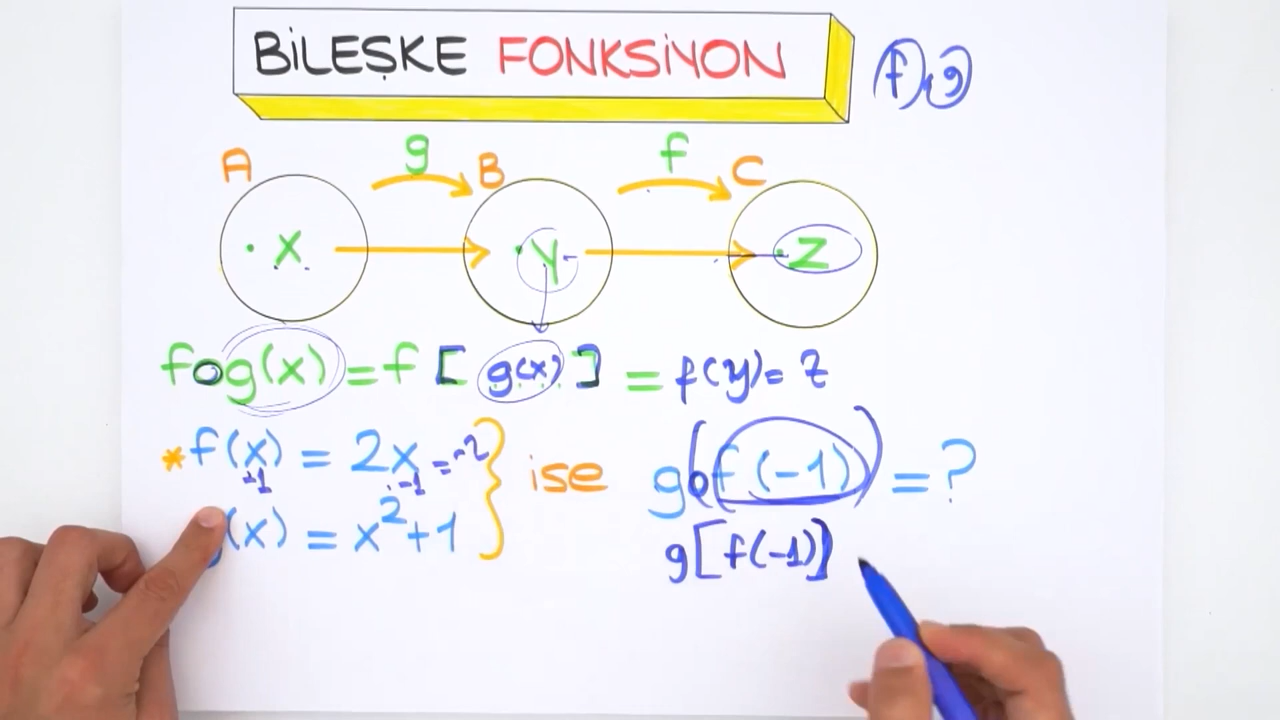 BİLEŞKE FONKSİYON
f, g
A g B f C
. x . y . z
fog(x) = f [g(x)] = f(y) = z
* f(x) = 2x = -2 } ise gof(-1) = ?
-1 . -1
(x) = x²+1
g[f(-1)]